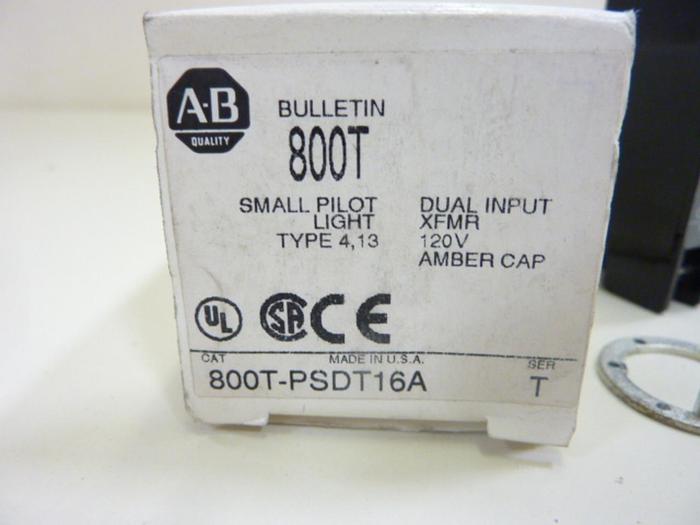 A-B
QUALITY
BULLETIN
800T
SMALL PILOT
LIGHT
TYPE 4,13
DUAL INPUT
XFMR
120V
AMBER CAP
UL
SA CE
CAT
MADE IN U.S.A.
SER
800T-PSDT16A
T